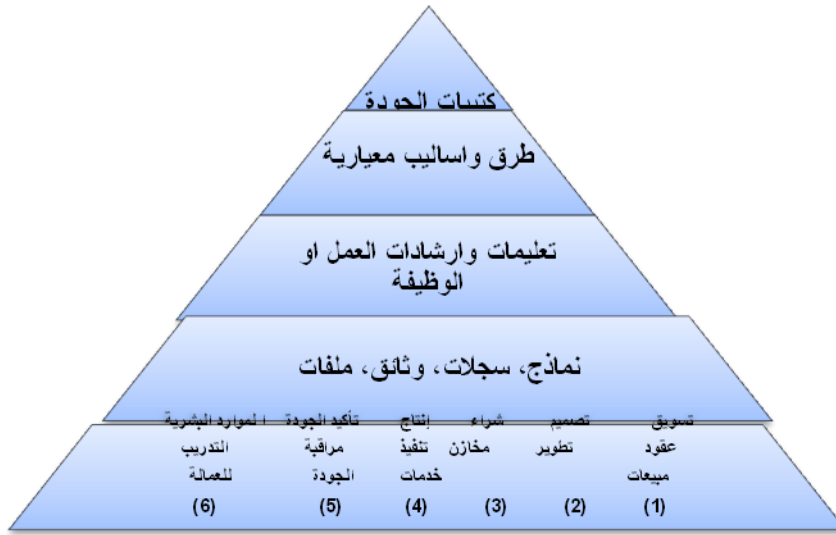 كتيبات الجودة
طرق واساليب معيارية
تعليمات وارشادات العمل او
الوظيفة
نماذج، سجلات، وثائق، ملفات
تسويق تصميم شراء إنتاج تأكيد الجودة الموارد البشرية
عقود تطوير مخازن تنفيذ مراقبة التدريب
مبيعات خدمات الجودة للعمالة
(1) (2) (3) (4) (5) (6)